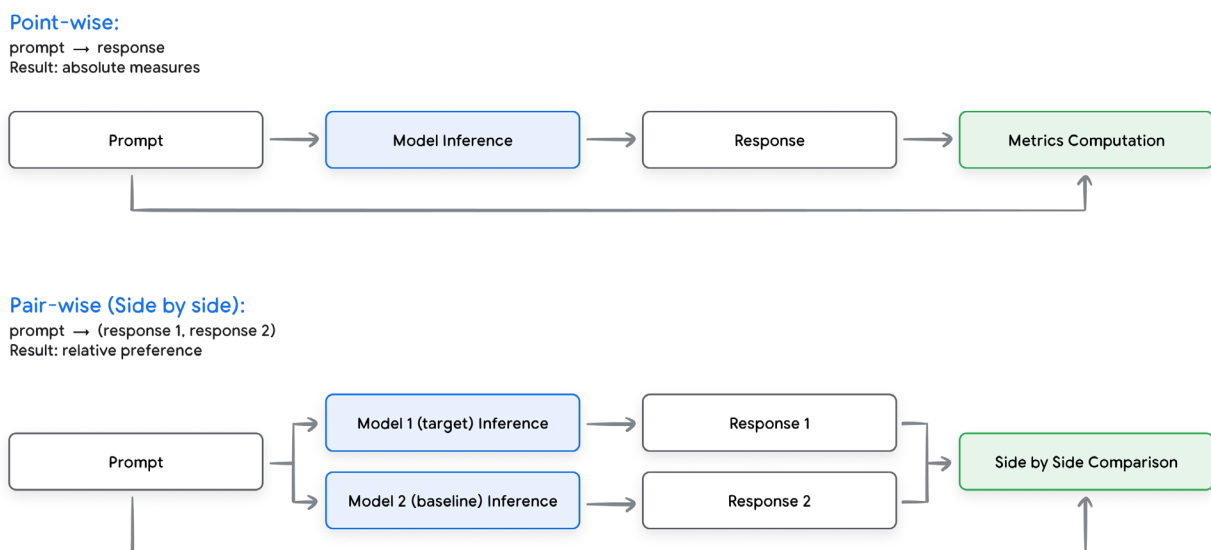 Point-wise:
prompt → response
Result: absolute measures
Prompt
Model Inference
Response
Metrics Computation
Pair-wise (Side by side):
prompt → (response 1, response 2)
Result: relative preference
Model 1 (target) Inference
Response 1
Prompt
Side by Side Comparison
Model 2 (baseline) Inference
Response 2